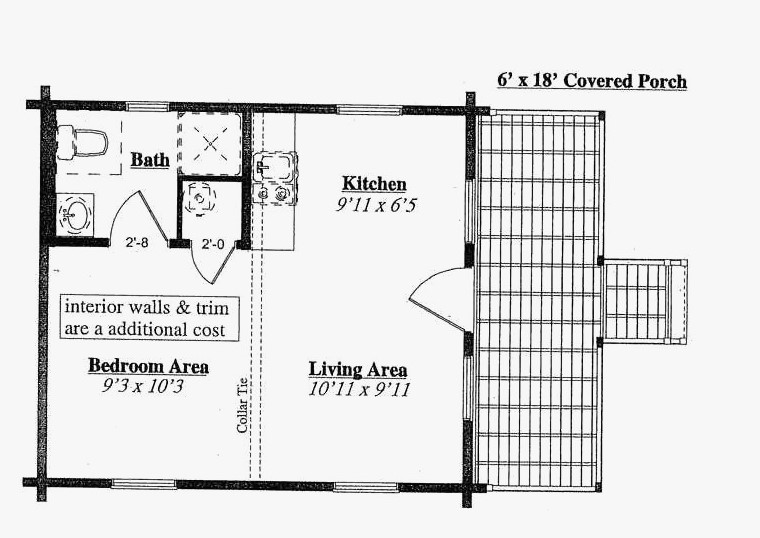 6' x 18' Covered Porch
Bath
Kitchen
9'11 x 6'5
2'-8
2'-0
interior walls & trim
are a additional cost
Bedroom Area
9'3 x 10'3
Living Area
10'11 x 9'11
Collar Tie